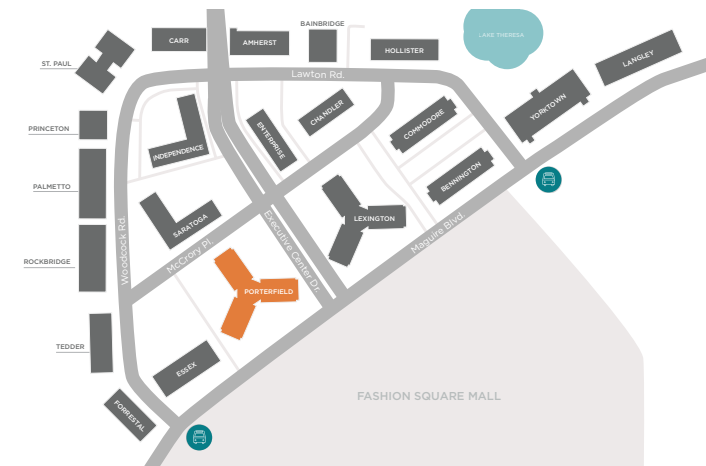 BAINBRIDGE
CARR
AMHERST
HOLLISTER
LAKE THERESA
ST. PAUL
LANGLEY
Lawton Rd.
YORKTOWN
CHANDLER
COMMODORE
PRINCETON
ENTERPRISE
INDEPENDENCE
PALMETTO
BENNINGTON
SARATOGA
LEXINGTON
Woodcock Rd.
McCrory Pl.
Executive Center Dr.
Maguire Blvd.
ROCKBRIDGE
PORTERFIELD
TEDDER
ESSEX
FORRESTAL
FASHION SQUARE MALL